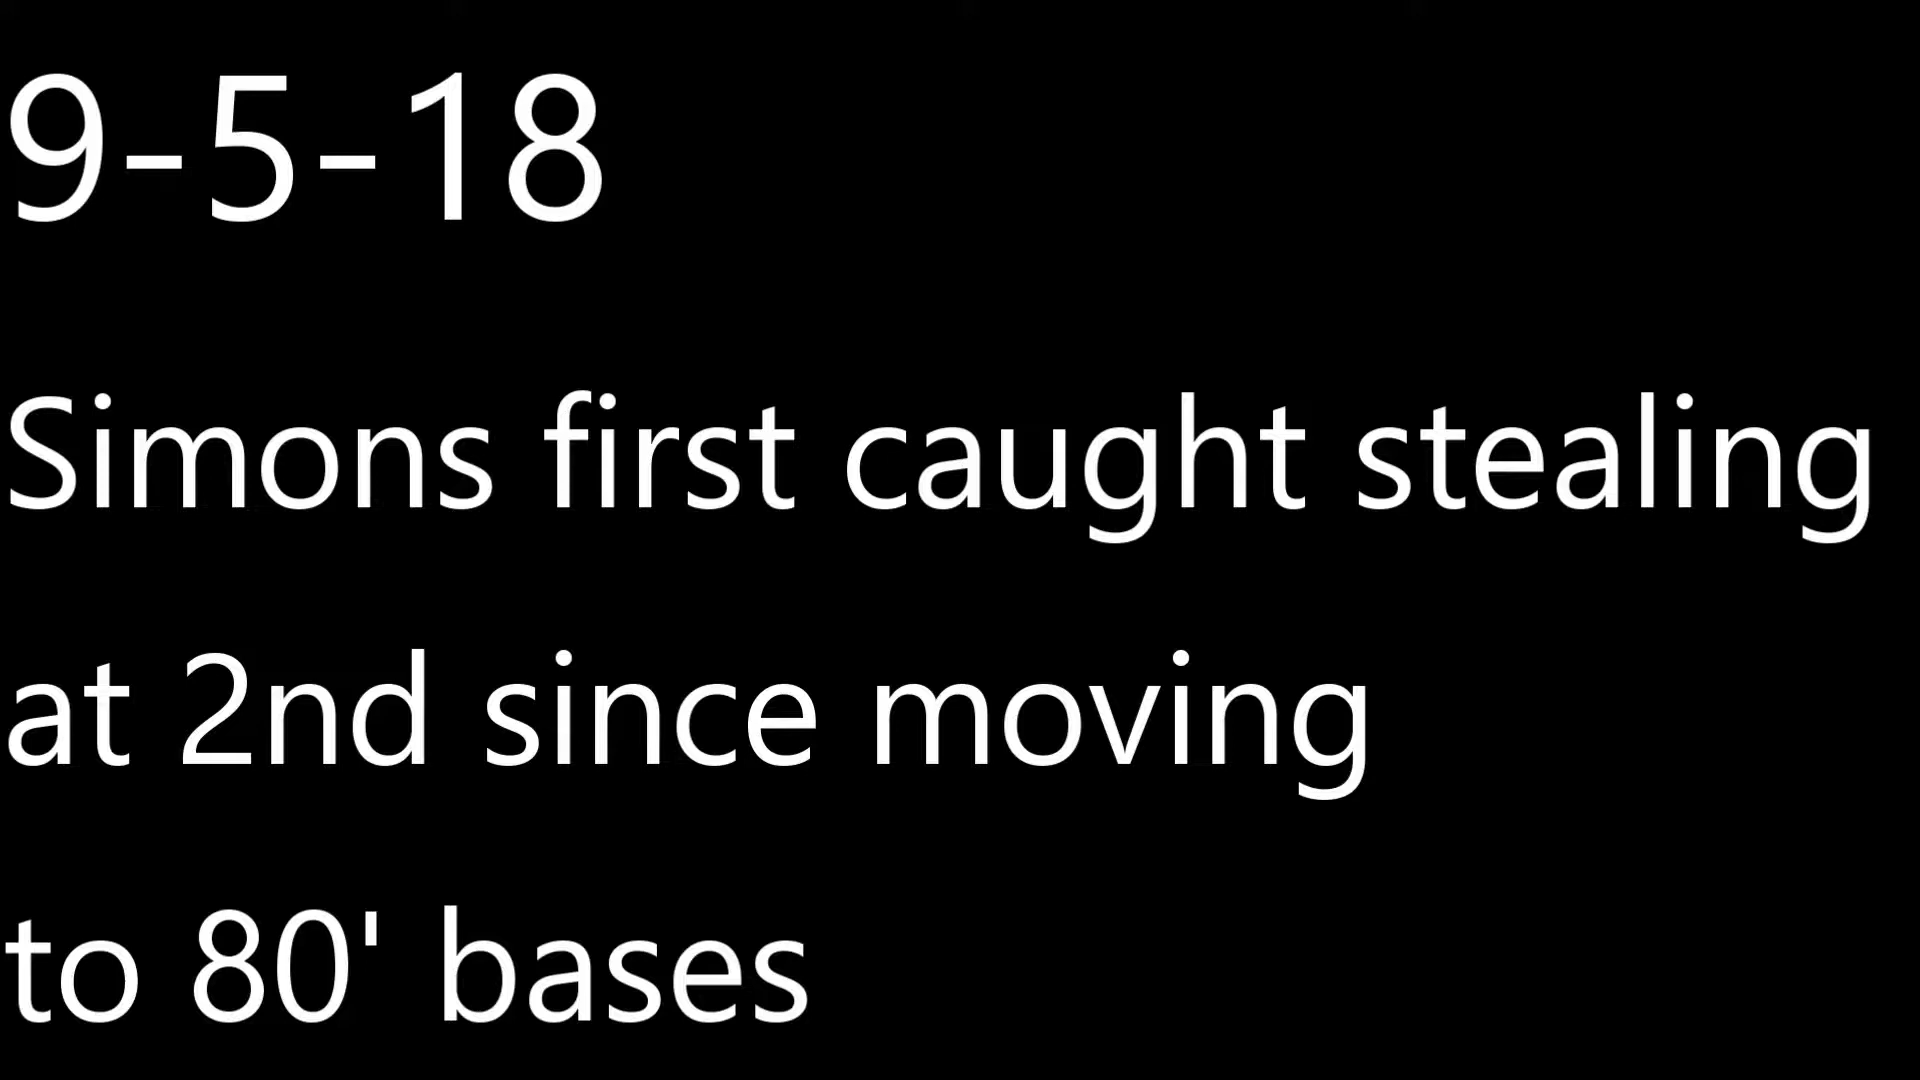 9-5-18
Simons first caught stealing
at 2nd since moving
to 80' bases